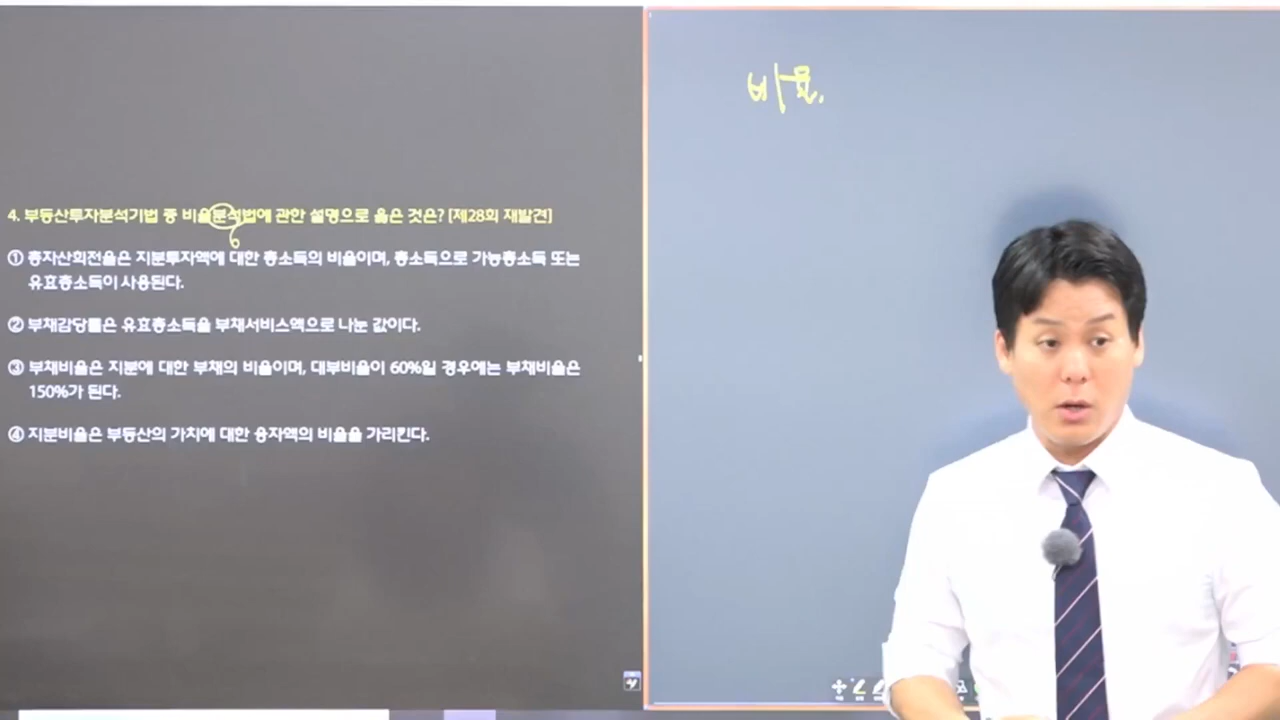 4. 부동산투자분석기법 중 비율분석법에 관한 설명으로 옳은 것은? [제28회 재발견]
① 총자산회전율은 지분투자액에 대한 총소득의 비율이며, 총소득으로 가능총소득 또는
유효총소득이 사용된다.
② 부채감당률은 유효총소득을 부채서비스액으로 나눈 값이다.
③ 부채비율은 지분에 대한 부채의 비율이며, 대부비율이 60%일 경우에는 부채비율은
150%가 된다.
④ 지분비율은 부동산의 가치에 대한 융자액의 비율을 가리킨다.
비율.